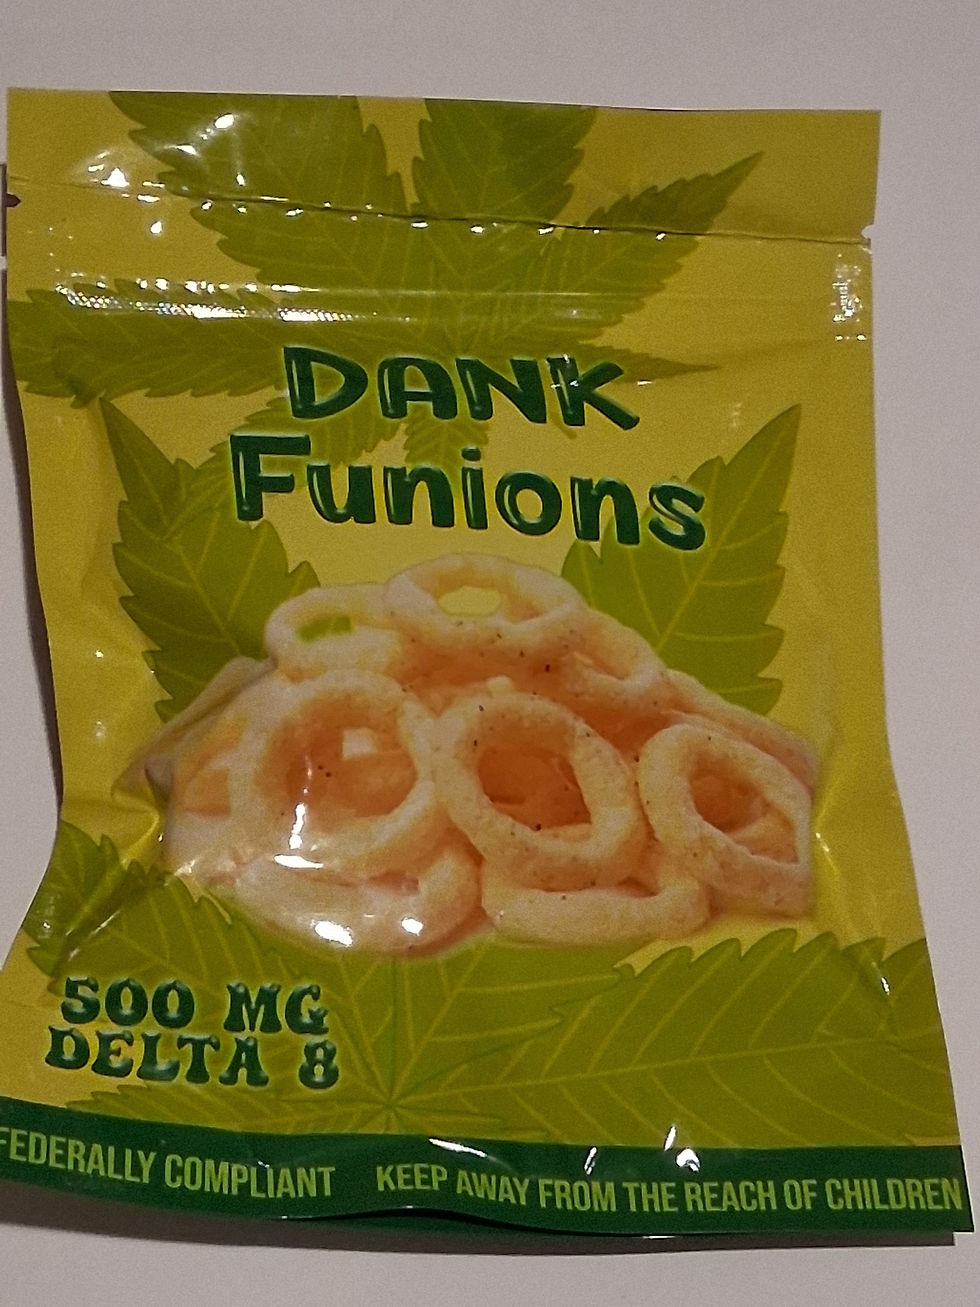 DANK
Funions
500 MG
DELTA 8
FEDERALLY COMPLIANT KEEP AWAY FROM THE REACH OF CHILDREN